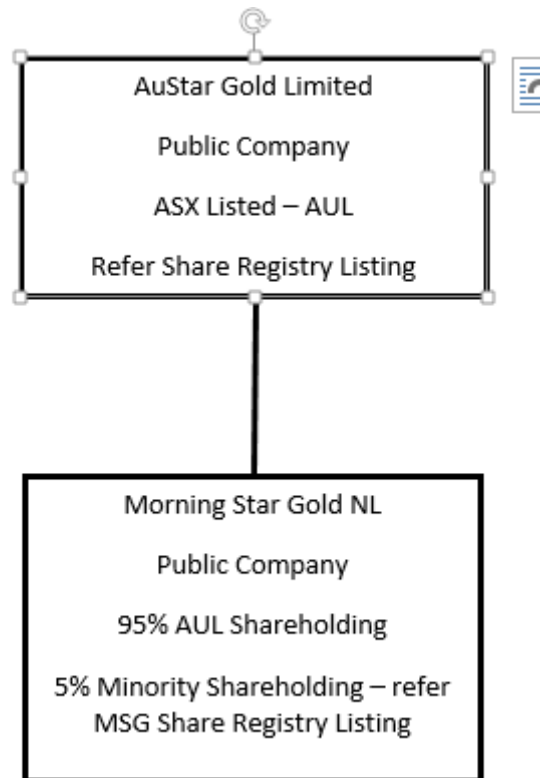 AuStar Gold Limited
Public Company
ASX Listed – AUL
Refer Share Registry Listing
Morning Star Gold NL
Public Company
95% AUL Shareholding
5% Minority Shareholding – refer
MSG Share Registry Listing